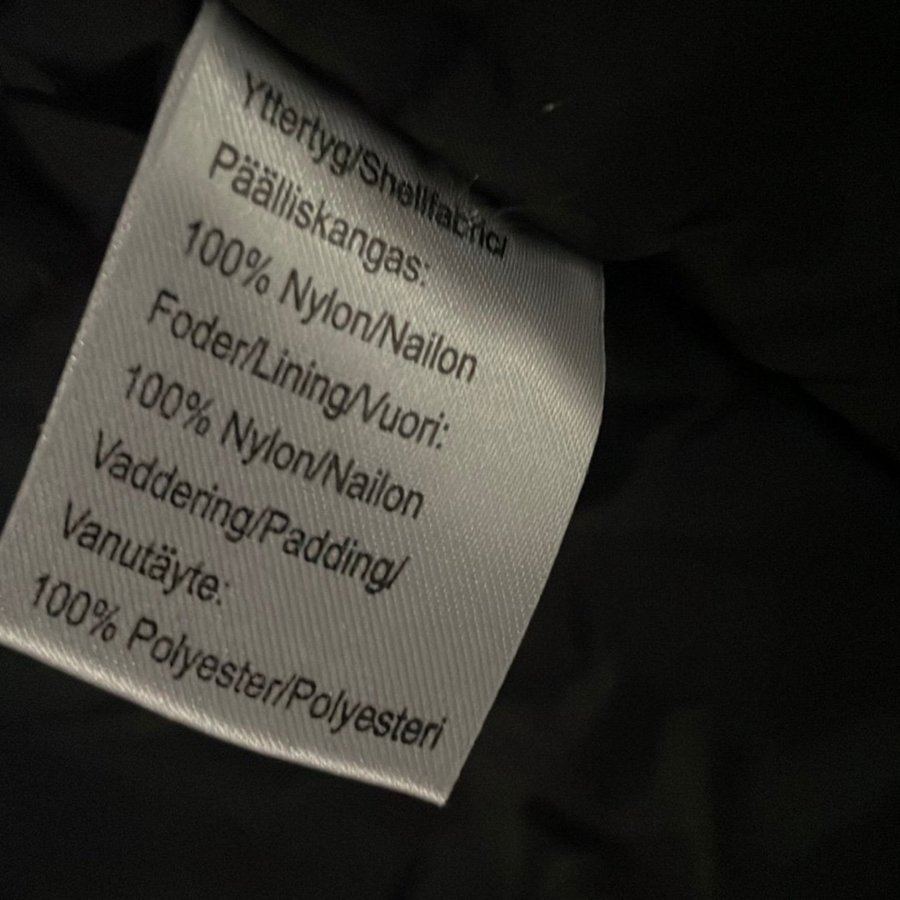 Yttertyg/Shellfabric/
Päälliskangas:
100% Nylon/Nailon
Foder/Lining/Vuori:
100% Nylon/Nailon
Vaddering/Padding/
Vanutäyte:
100% Polyester/Polyesteri